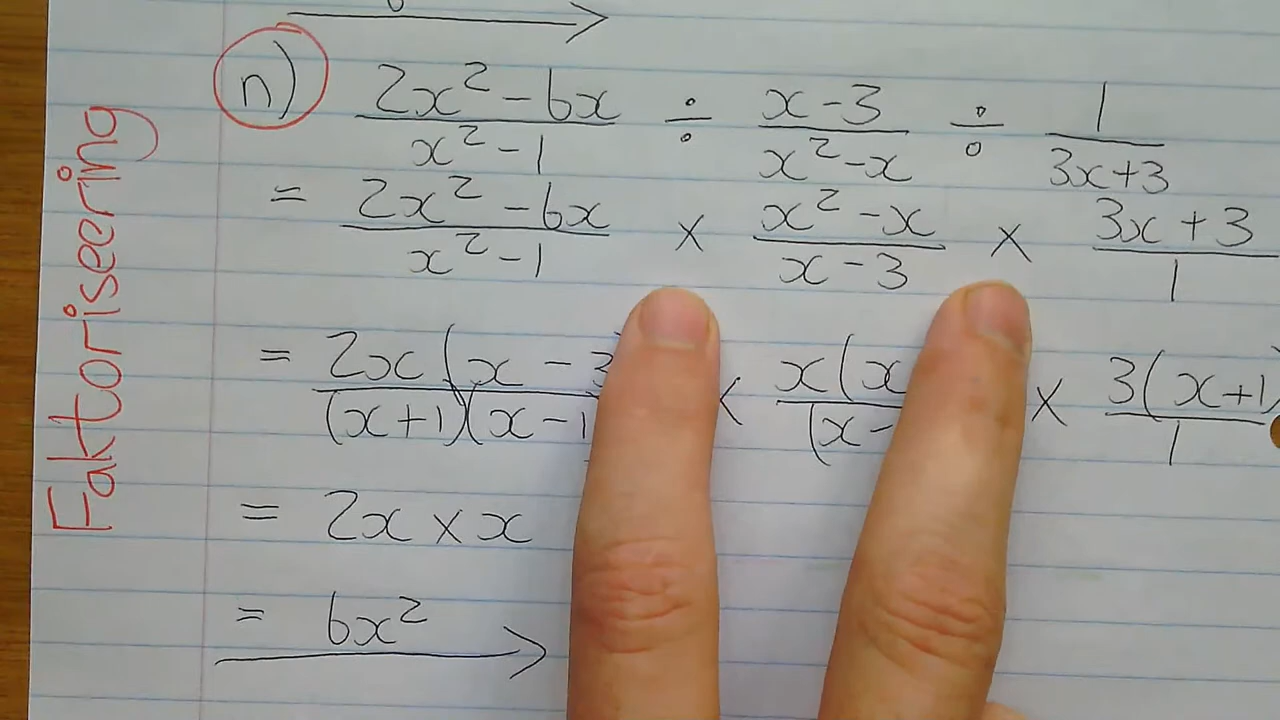 Faktorisering
n) (2x² - 6x)/(x² - 1) ÷ (x - 3)/(x² - x) ÷ 1/(3x + 3)
= (2x² - 6x)/(x² - 1) × (x² - x)/(x - 3) × (3x + 3)/1
= 2x(x - 3/(x+1)(x - 1 × x(x/(x- × 3(x+1)/1
= 2x × x
= 6x²